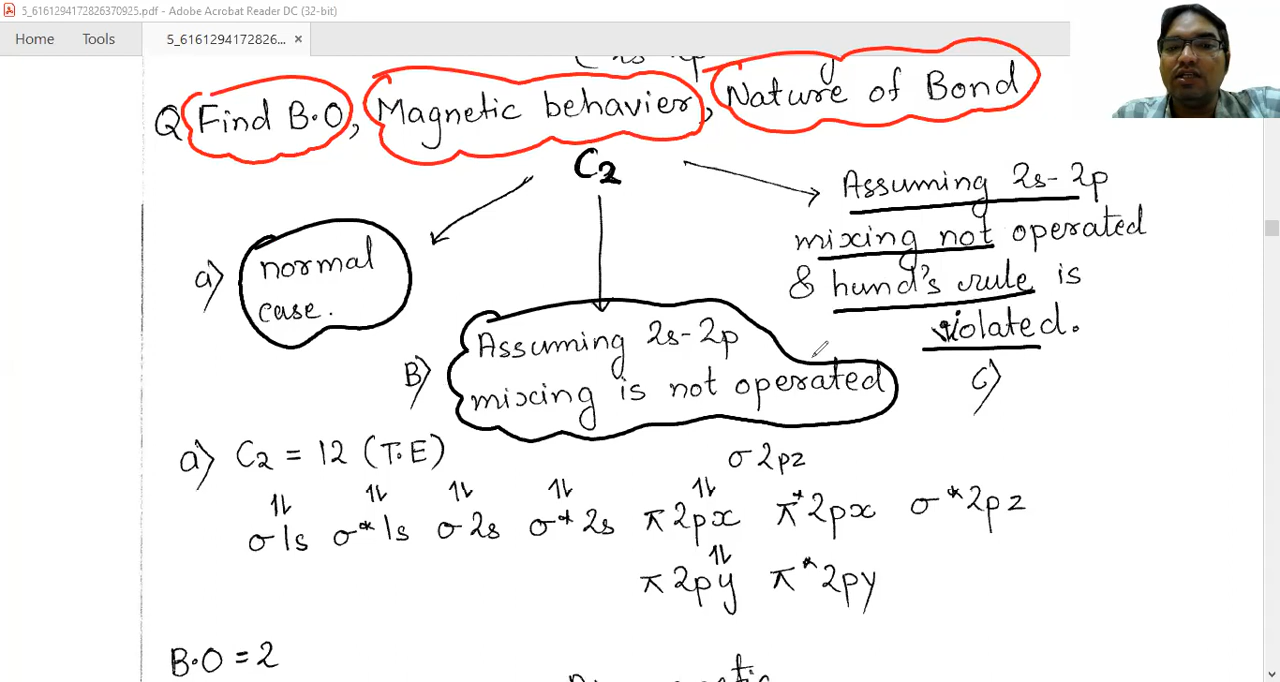 5_6161294172826370925.pdf - Adobe Acrobat Reader DC (32-bit)
Home Tools 5_6161294172826... ×
Q Find B.O, Magnetic behavier, Nature of Bond
C2
a) normal
case.
B) Assuming 2s-2p
mixing is not operated
Assuming 2s-2p
mixing not operated
& hund's rule is
violated.
c)
a) C2 = 12 (T.E)
σ2pz
⥮ ⥮ ⥮ ⥮ ⥮
σ1s σ*1s σ2s σ*2s π2px π*2px σ*2pz
⥮
π2py π*2py
B.O = 2